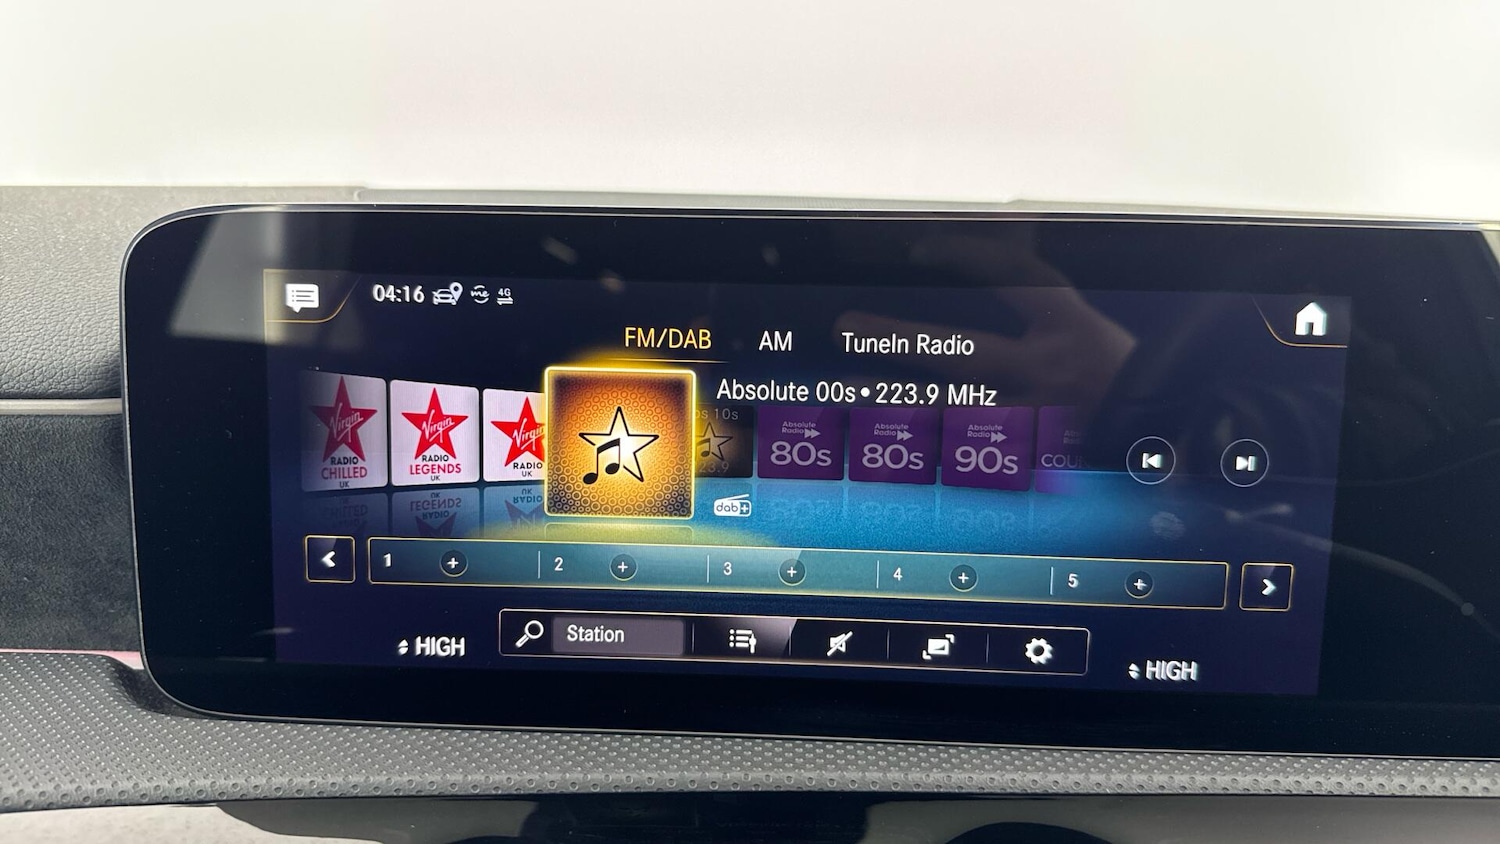 04:16 me 4G
FM/DAB AM TuneIn Radio
Absolute 00s • 223.9 MHz
Virgin
RADIO
CHILLED
UK
Virgin
RADIO
LEGENDS
UK
Virgin
RADIO
UK
10s
Absolute
Radio
80s
Absolute
Radio
80s
Absolute
Radio
90s
dab+
1 + 2 + 3 + 4 + 5 +
HIGH
Station
HIGH